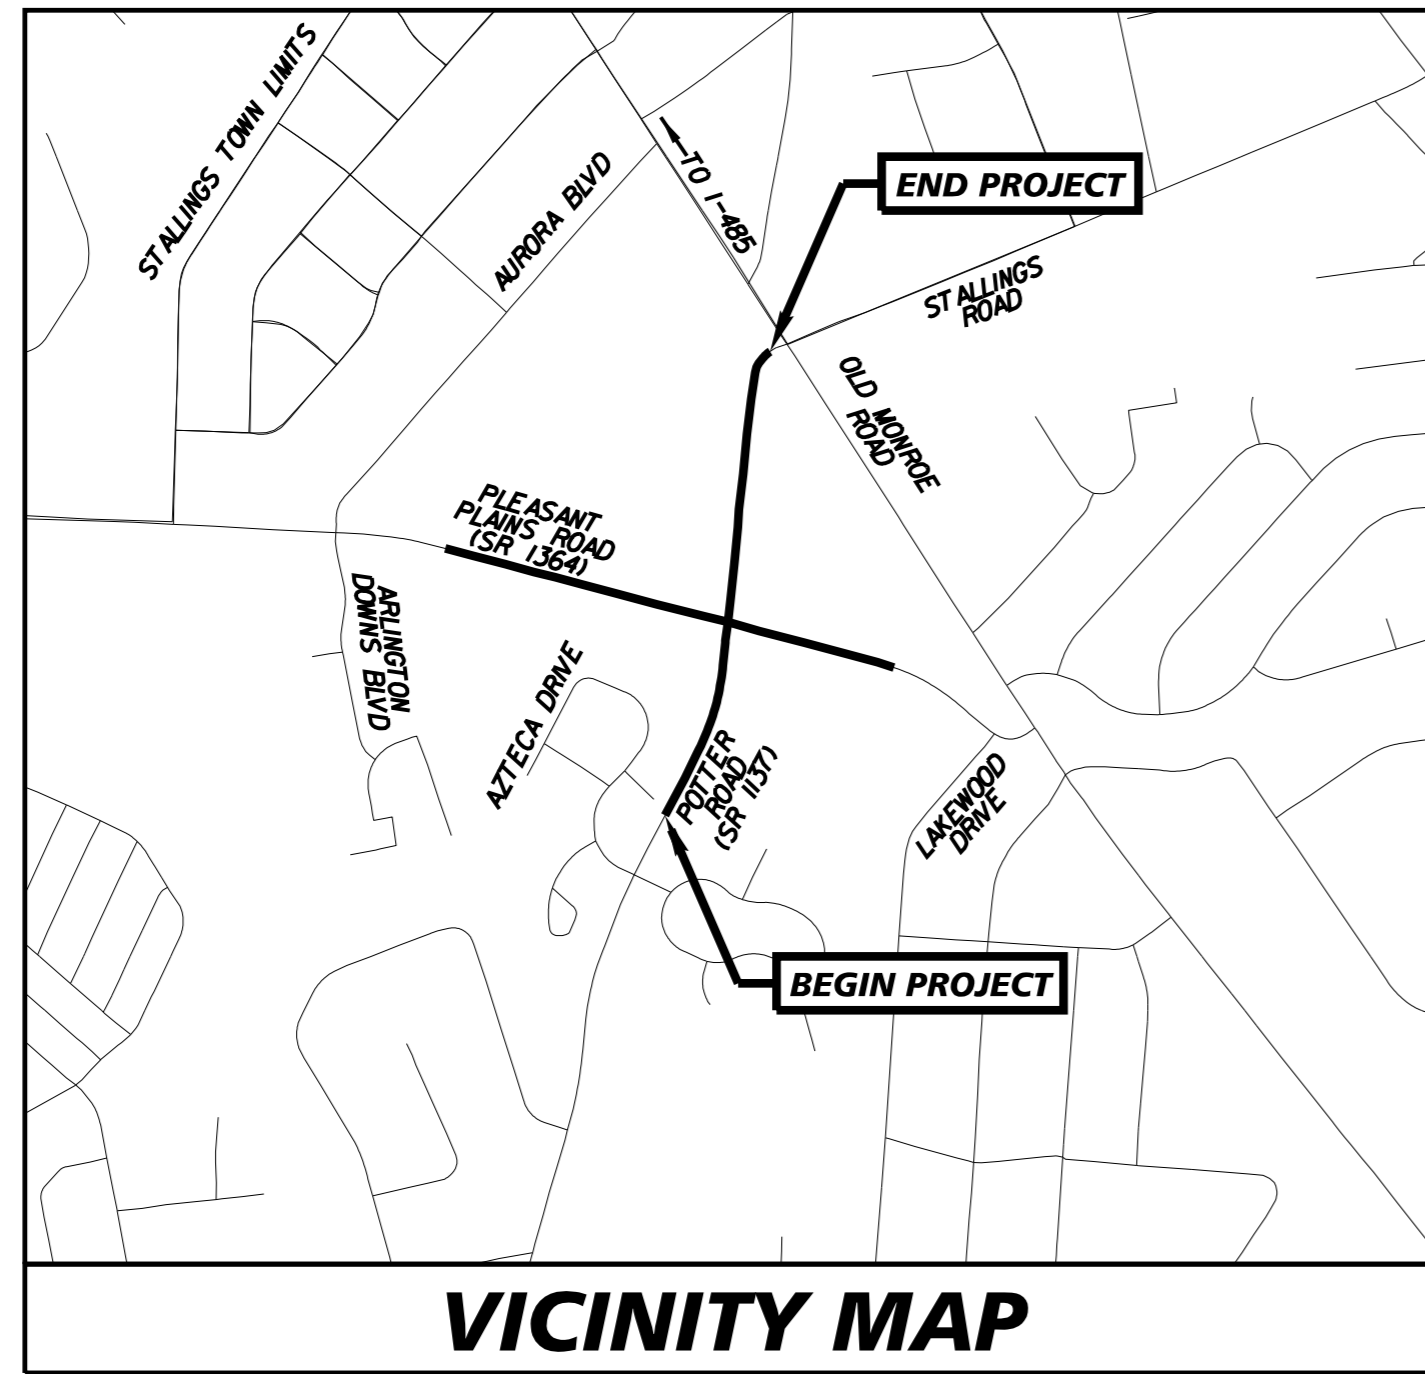 STALLINGS TOWN LIMITS
AURORA BLVD
TO I-485
END PROJECT
STALLINGS
ROAD
OLD MONROE
ROAD
PLEASANT
PLAINS ROAD
(SR 1364)
ARLINGTON
DOWNS BLVD
AZTECA DRIVE
POTTER
ROAD
(SR 1137)
LAKEWOOD
DRIVE
BEGIN PROJECT
VICINITY MAP